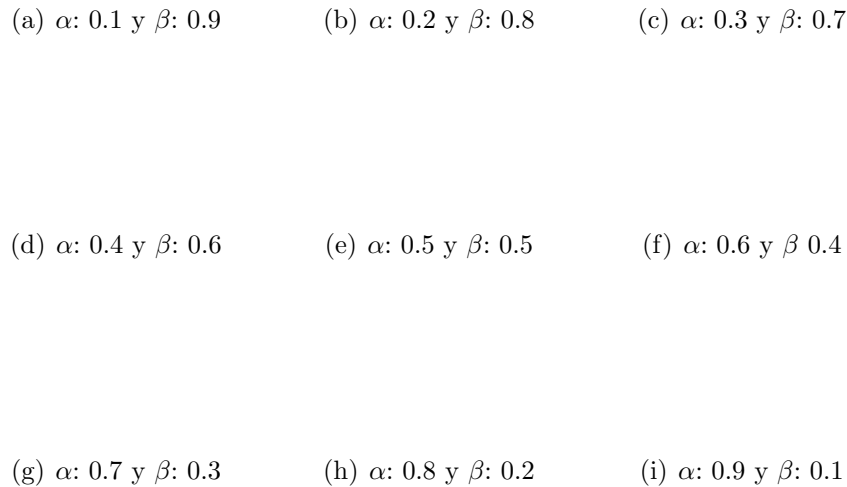 (a) α: 0.1 y β: 0.9 (b) α: 0.2 y β: 0.8 (c) α: 0.3 y β: 0.7
(d) α: 0.4 y β: 0.6 (e) α: 0.5 y β: 0.5 (f) α: 0.6 y β 0.4
(g) α: 0.7 y β: 0.3 (h) α: 0.8 y β: 0.2 (i) α: 0.9 y β: 0.1